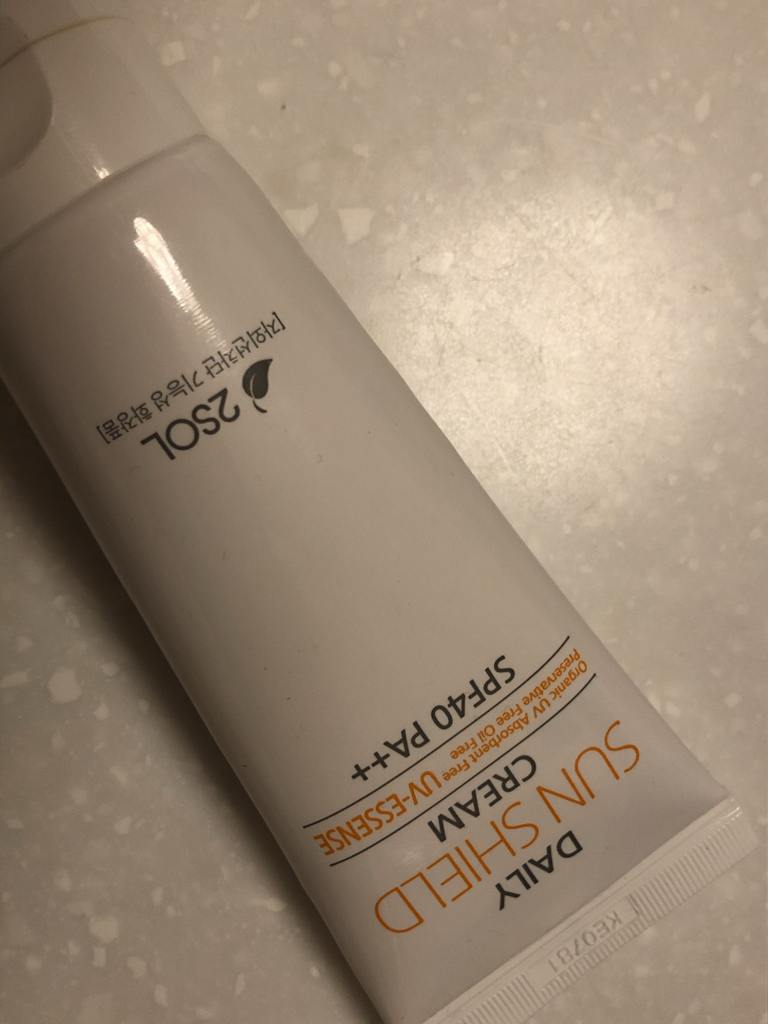 DAILY
SUN SHIELD
CREAM
Organic UV Absorbent Free
Preservative Free Oil Free
UV-ESSENSE
SPF40 PA++
2SOL
[자외선차단 기능성 화장품]
KE0781